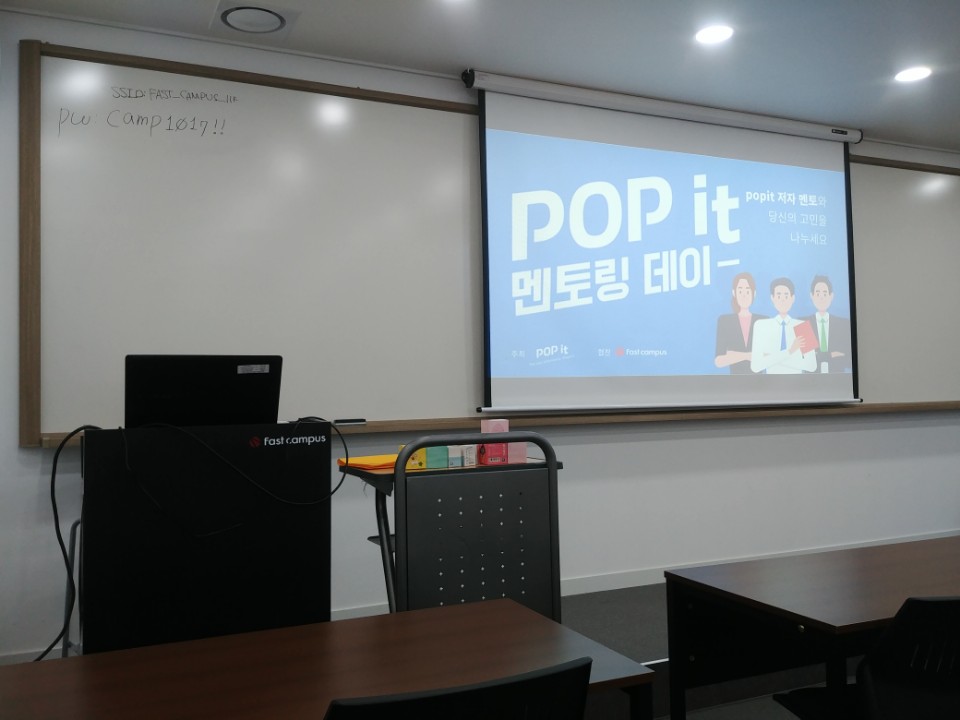 SSID: FAST_CAMPUS_11F
pw: camp1017!!
POP it
멘토링 데이
popit 저자 멘토와
당신의 고민을
나누세요
주최 POP it
협찬 fast campus
fast campus